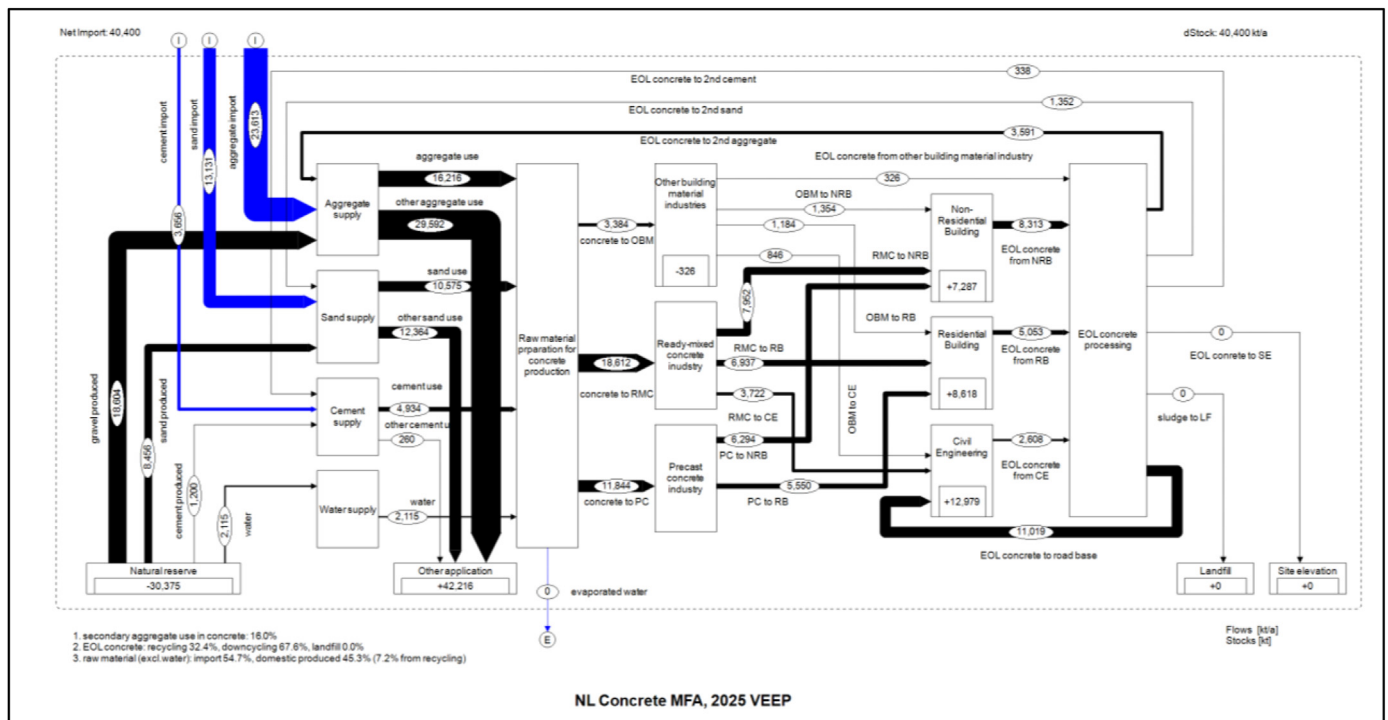 Net Import: 40,400
dStock: 40,400 kt/a
I
I
I
cement import
sand import
aggregate import
3,656
13,131
23,613
EOL concrete to 2nd cement
338
EOL concrete to 2nd sand
1,352
EOL concrete to 2nd aggregate
3,591
Aggregate supply
aggregate use
16,216
other aggregate use
29,592
Sand supply
sand use
10,575
other sand use
12,364
Cement supply
cement use
4,934
other cement u
260
Water supply
water
2,115
gravel produced
18,604
sand produced
8,456
cement produced
1,200
2,115
water
Natural reserve
-30,375
Other application
+42,216
Raw material prparation for concrete production
0
evaporated water
E
3,384
concrete to OBM
18,612
concrete to RMC
11,844
concrete to PC
Other building material industries
-326
Ready-mixed concrete inudstry
Precast concrete industry
EOL concrete from other building material industry
326
OBM to NRB
1,354
1,184
846
RMC to NRB
7,952
OBM to RB
RMC to RB
6,937
3,722
RMC to CE
OBM to CE
6,294
PC to NRB
5,550
PC to RB
Non-Residential Building
+7,287
8,313
EOL concrete from NRB
Residential Building
+8,618
5,053
EOL concrete from RB
Civil Engineering
+12,979
2,608
EOL concrete from CE
11,019
EOL concrete to road base
EOL concrete processing
0
EOL conrete to SE
0
sludge to LF
Landfill
+0
Site elevation
+0
1. secondary aggregate use in concrete: 16.0%
2. EOL concrete: recycling 32.4%, downcycling 67.6%, landfill 0.0%
3. raw material (excl.water): import 54.7%, domestic produced 45.3% (7.2% from recycling)
Flows [kt/a]
Stocks [kt]
NL Concrete MFA, 2025 VEEP